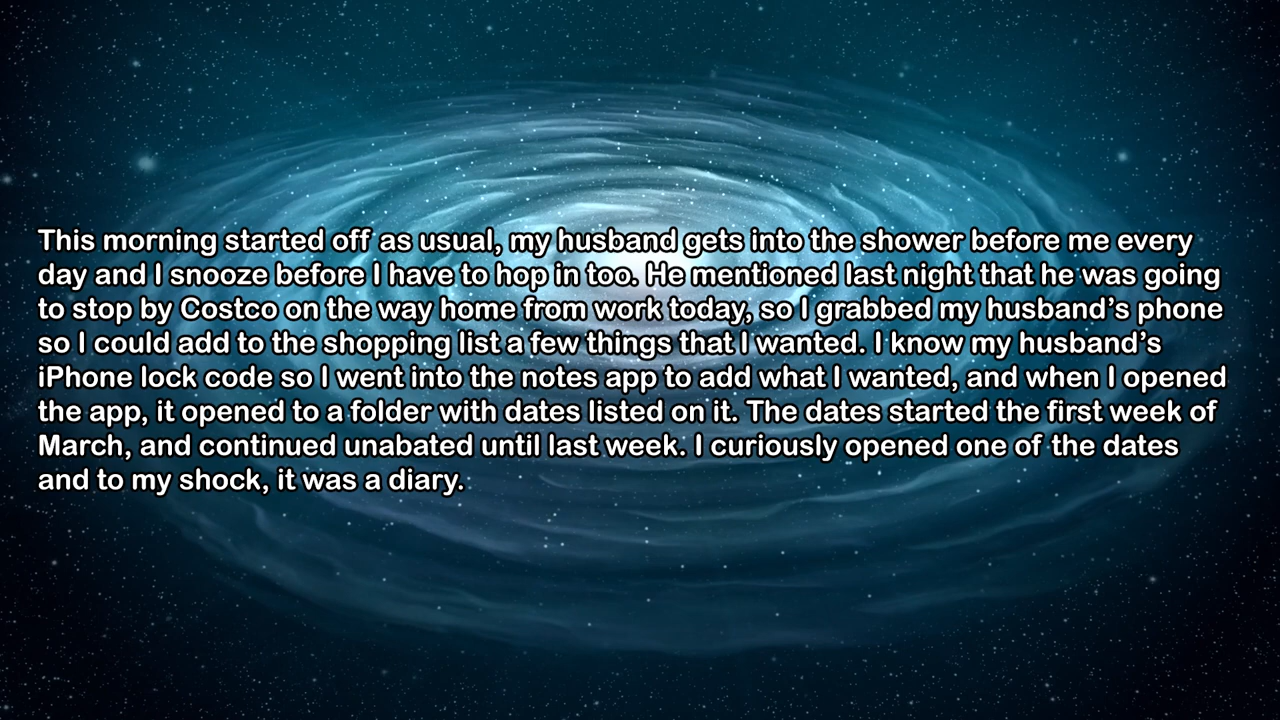 This morning started off as usual, my husband gets into the shower before me every
day and I snooze before I have to hop in too. He mentioned last night that he was going
to stop by Costco on the way home from work today, so I grabbed my husband’s phone
so I could add to the shopping list a few things that I wanted. I know my husband’s
iPhone lock code so I went into the notes app to add what I wanted, and when I opened
the app, it opened to a folder with dates listed on it. The dates started the first week of
March, and continued unabated until last week. I curiously opened one of the dates
and to my shock, it was a diary.